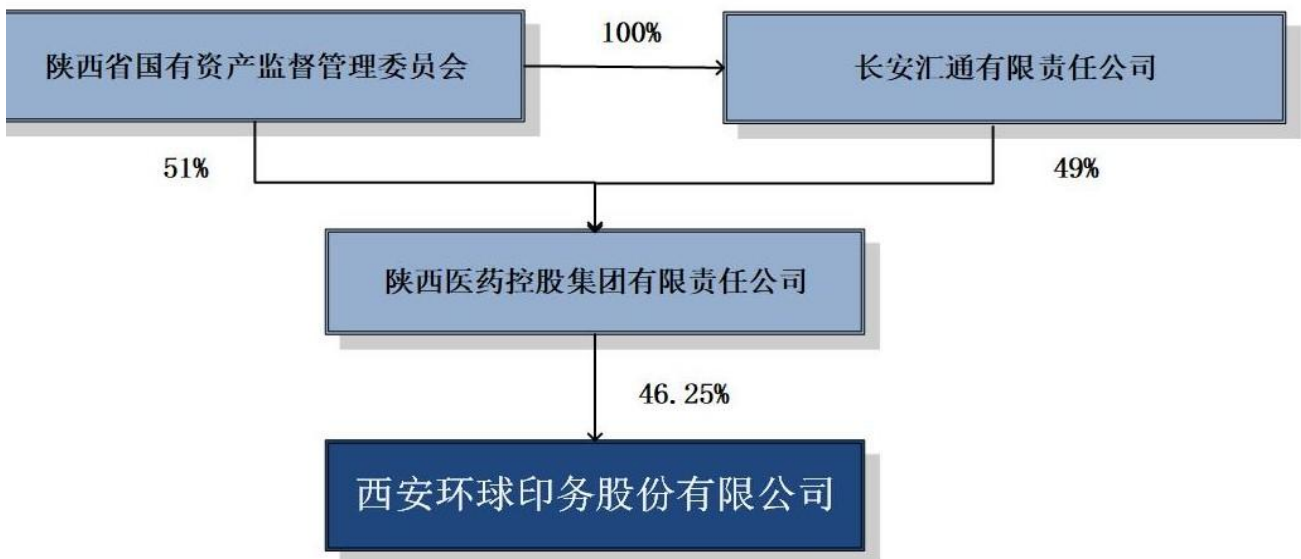 100%
陕西省国有资产监督管理委员会
长安汇通有限责任公司
51%
49%
陕西医药控股集团有限责任公司
46.25%
西安环球印务股份有限公司